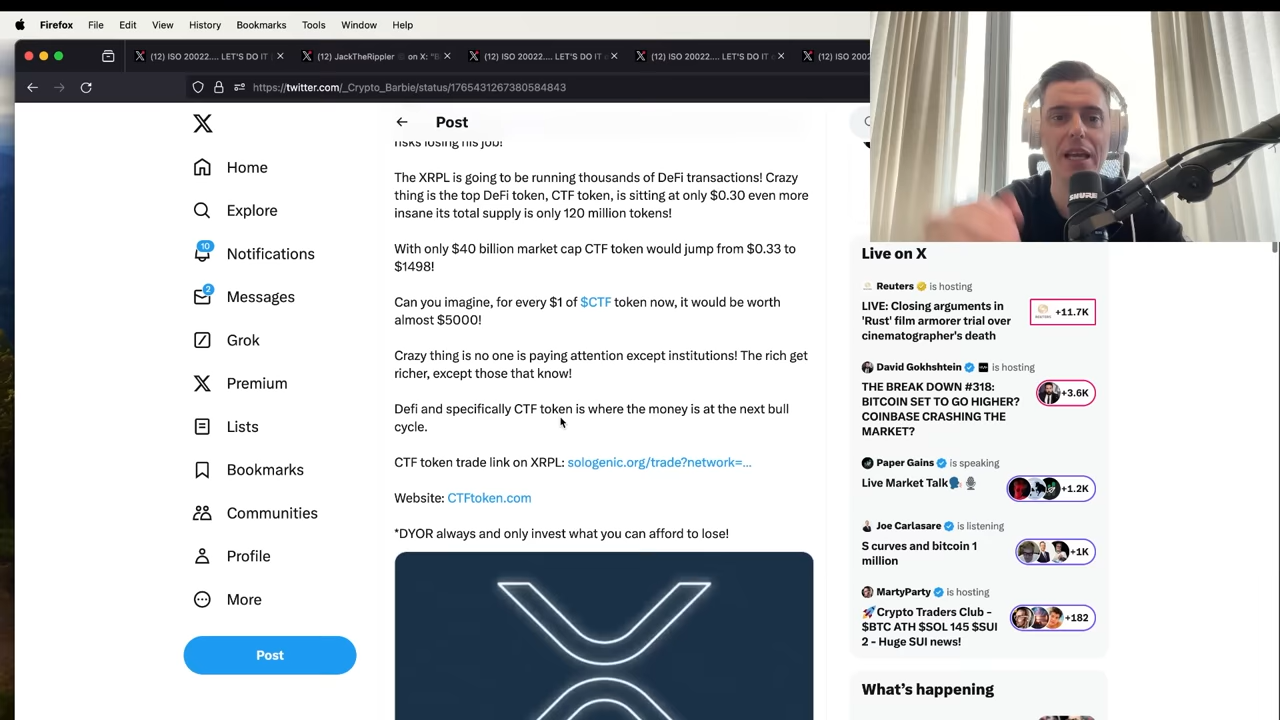 Firefox File Edit View History Bookmarks Tools Window Help
(12) ISO 20022.... LET'S DO IT
(12) JackTheRippler on X: "B
(12) ISO 20022.... LET'S DO IT
(12) ISO 20022.... LET'S DO IT
(12) ISO 2002
https://twitter.com/_Crypto_Barbie/status/1765431267380584843
Home
Explore
10
Notifications
2
Messages
Grok
Premium
Lists
Bookmarks
Communities
Profile
More
Post
Post
risks losing his job!
The XRPL is going to be running thousands of DeFi transactions! Crazy
thing is the top DeFi token, CTF token, is sitting at only $0.30 even more
insane its total supply is only 120 million tokens!
With only $40 billion market cap CTF token would jump from $0.33 to
$1498!
Can you imagine, for every $1 of $CTF token now, it would be worth
almost $5000!
Crazy thing is no one is paying attention except institutions! The rich get
richer, except those that know!
Defi and specifically CTF token is where the money is at the next bull
cycle.
CTF token trade link on XRPL: sologenic.org/trade?network=...
Website: CTFtoken.com
*DYOR always and only invest what you can afford to lose!
SHURE
Live on X
Reuters is hosting
LIVE: Closing arguments in
'Rust' film armorer trial over
cinematographer's death
+11.7K
David Gokhshtein is hosting
THE BREAK DOWN #318:
BITCOIN SET TO GO HIGHER?
COINBASE CRASHING THE
MARKET?
+3.6K
Paper Gains is speaking
Live Market Talk
+1.2K
Joe Carlasare is listening
S curves and bitcoin 1
million
+1K
MartyParty is hosting
Crypto Traders Club -
$BTC ATH $SOL 145 $SUI
2 - Huge SUI news!
+182
What's happening